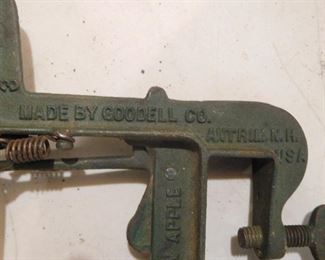 MADE BY GOODELL CO.
ANTRIM. N.H.
USA
APPLE